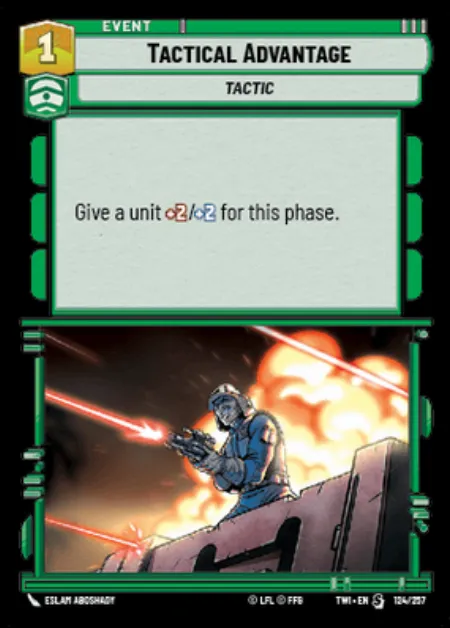 EVENT
1
TACTICAL ADVANTAGE
TACTIC
Give a unit +2/+2 for this phase.
ESLAM ABOSHADY
© LFL © FFG
TWI • EN
124/257